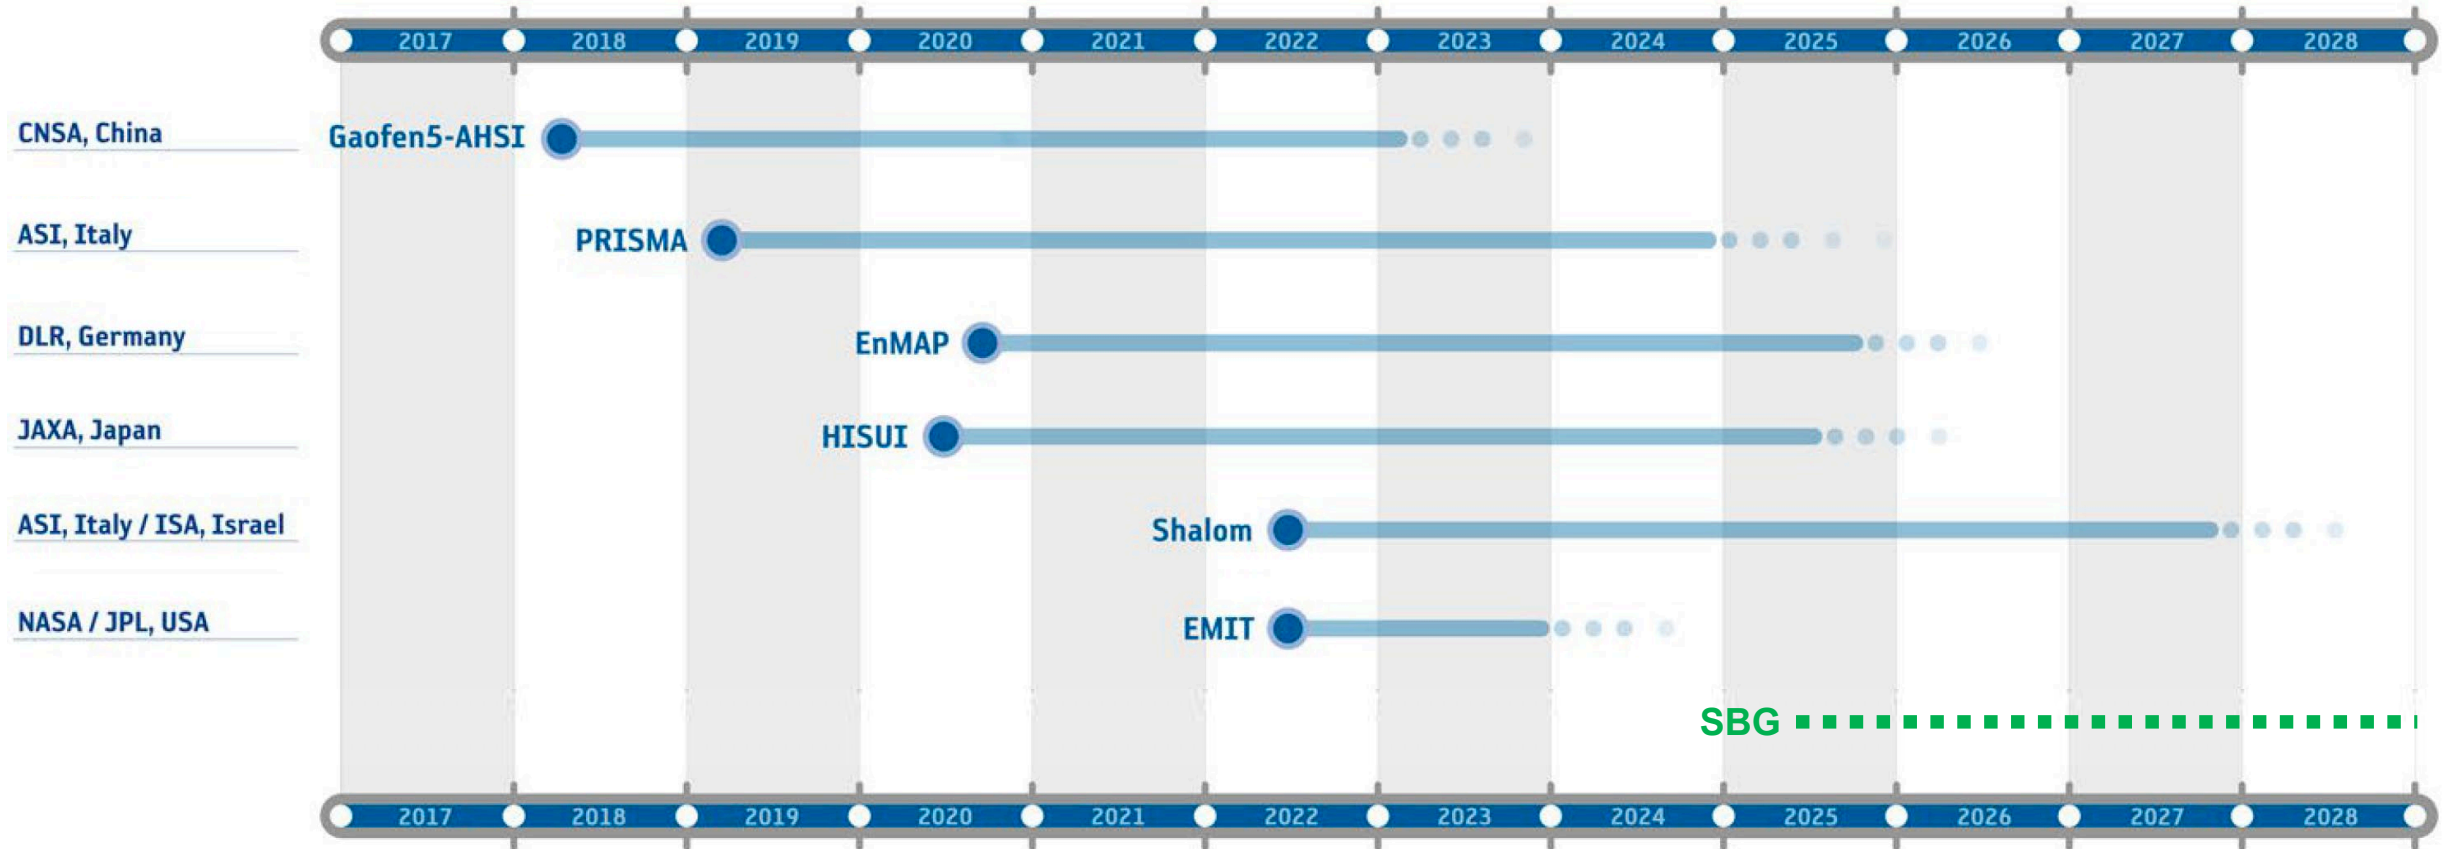 2017 2018 2019 2020 2021 2022 2023 2024 2025 2026 2027 2028
CNSA, China Gaofen5-AHSI
ASI, Italy PRISMA
DLR, Germany EnMAP
JAXA, Japan HISUI
ASI, Italy / ISA, Israel Shalom
NASA / JPL, USA EMIT
SBG
2017 2018 2019 2020 2021 2022 2023 2024 2025 2026 2027 2028